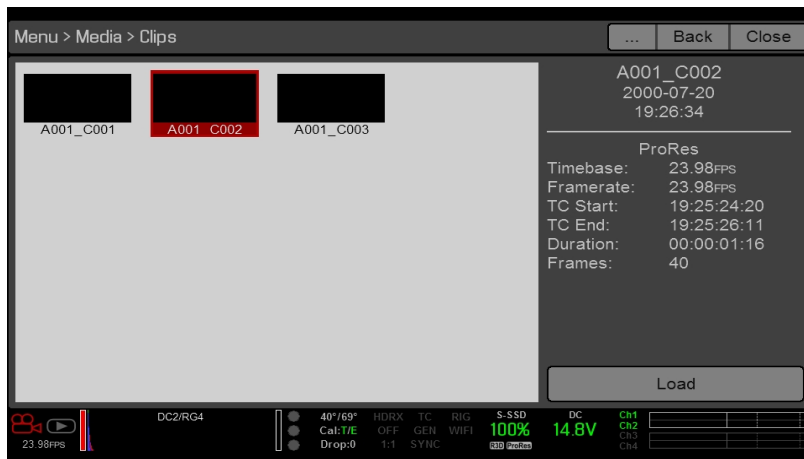 Menu > Media > Clips
... Back Close
A001_C001 A001_C002 A001_C003
A001_C002
2000-07-20
19:26:34
ProRes
Timebase: 23.98FPS
Framerate: 23.98FPS
TC Start: 19:25:24:20
TC End: 19:25:26:11
Duration: 00:00:01:16
Frames: 40
Load
23.98FPS
DC2/RG4
40°/69° HDRX TC RIG
Cal:T/E OFF GEN WIFI
Drop:0 1:1 SYNC
S-SSD
100%
R3D ProRes
DC
14.8V
Ch1
Ch2
Ch3
Ch4